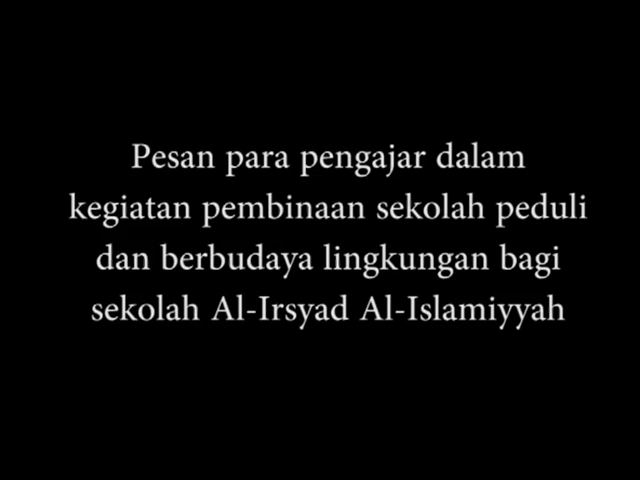 Pesan para pengajar dalam
kegiatan pembinaan sekolah peduli
dan berbudaya lingkungan bagi
sekolah Al-Irsyad Al-Islamiyyah